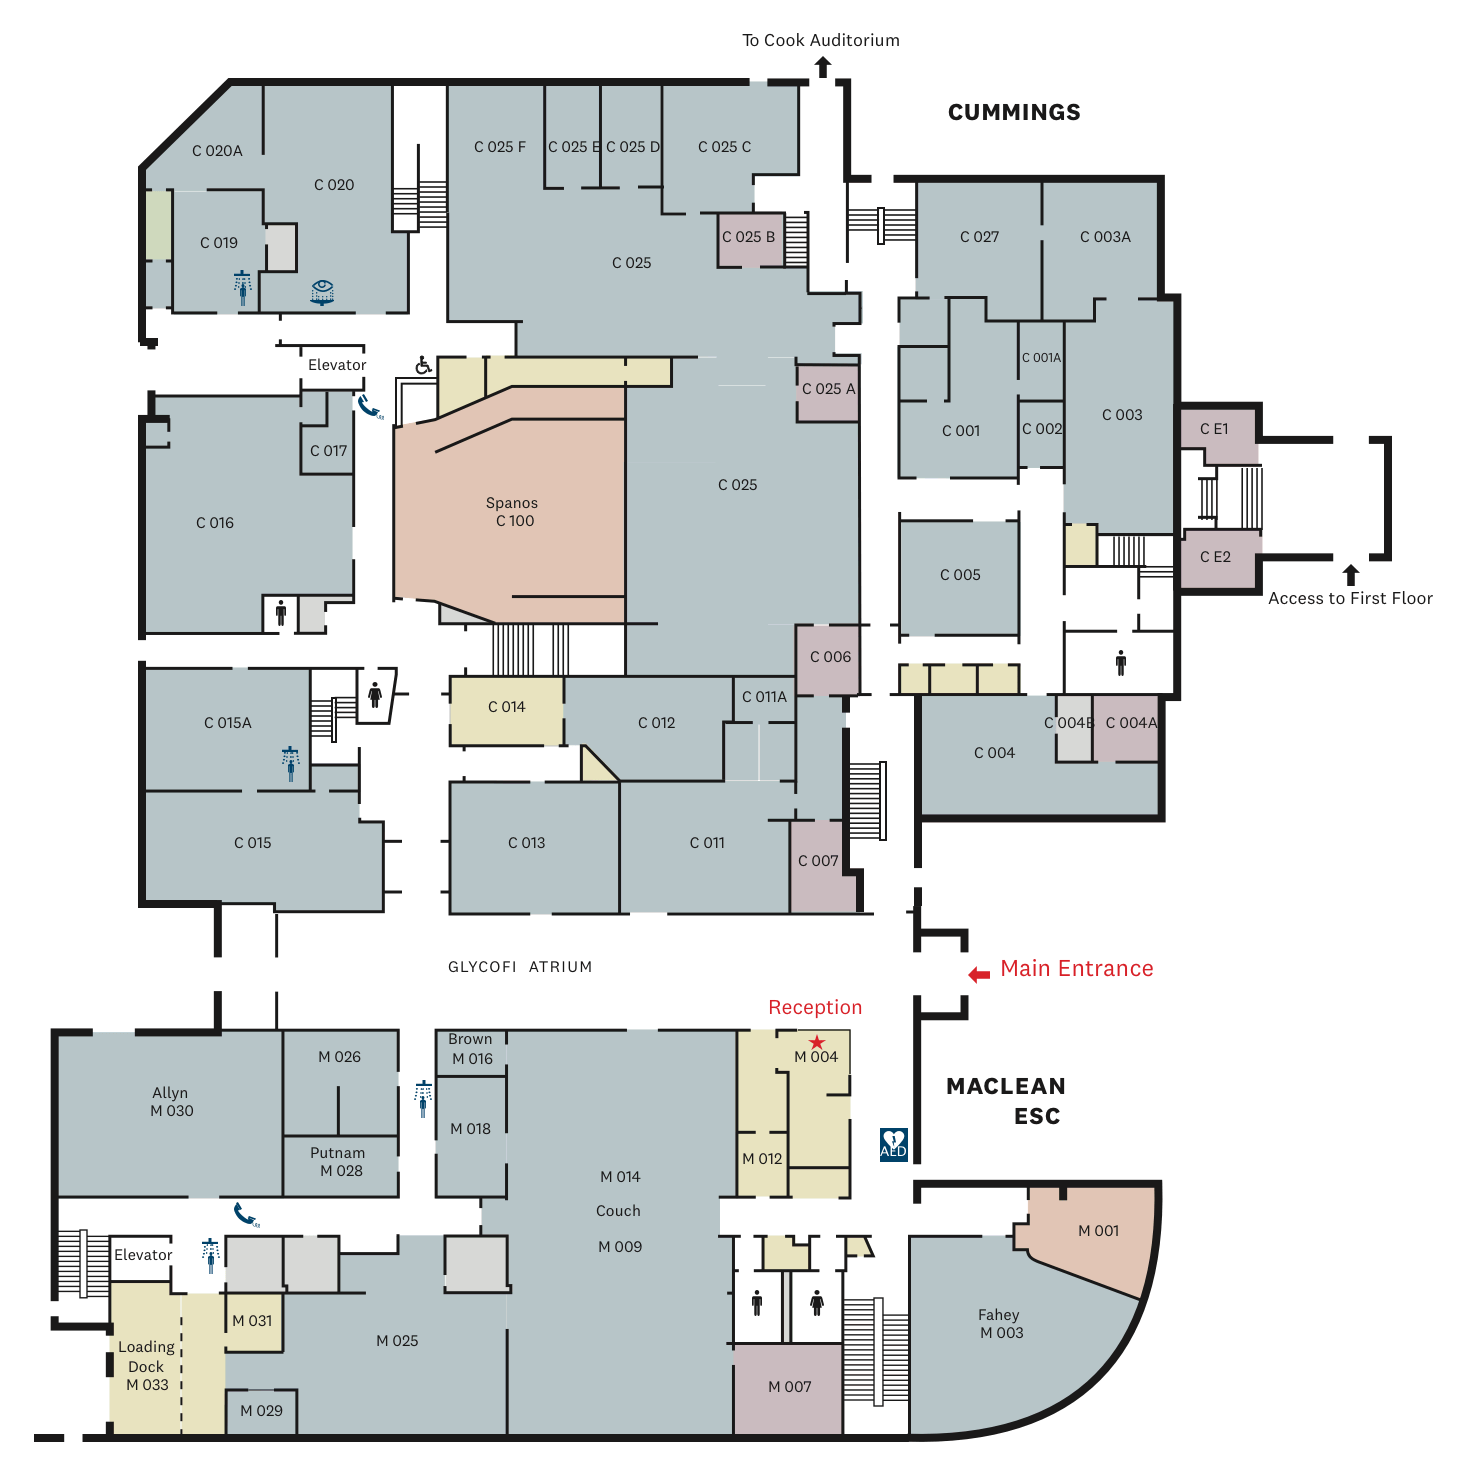 To Cook Auditorium
CUMMINGS
C 020A
C 020
C 025 F
C 025 E
C 025 D
C 025 C
C 019
C 025 B
C 025
C 027
C 003A
Elevator
C 001A
C 025 A
C 003
C 017
C 001
C 002
C E1
C 016
Spanos
C 100
C 025
C 005
C E2
Access to First Floor
C 006
C 015A
C 014
C 012
C 011A
C 004B
C 004A
C 004
C 015
C 013
C 011
C 007
GLYCOFI ATRIUM
Main Entrance
Reception
M 026
Brown
M 016
M 004
Allyn
M 030
MACLEAN
ESC
Putnam
M 028
M 018
M 014
M 012
AED
Couch
M 009
Elevator
M 001
M 031
M 025
Fahey
M 003
Loading
Dock
M 033
M 029
M 007